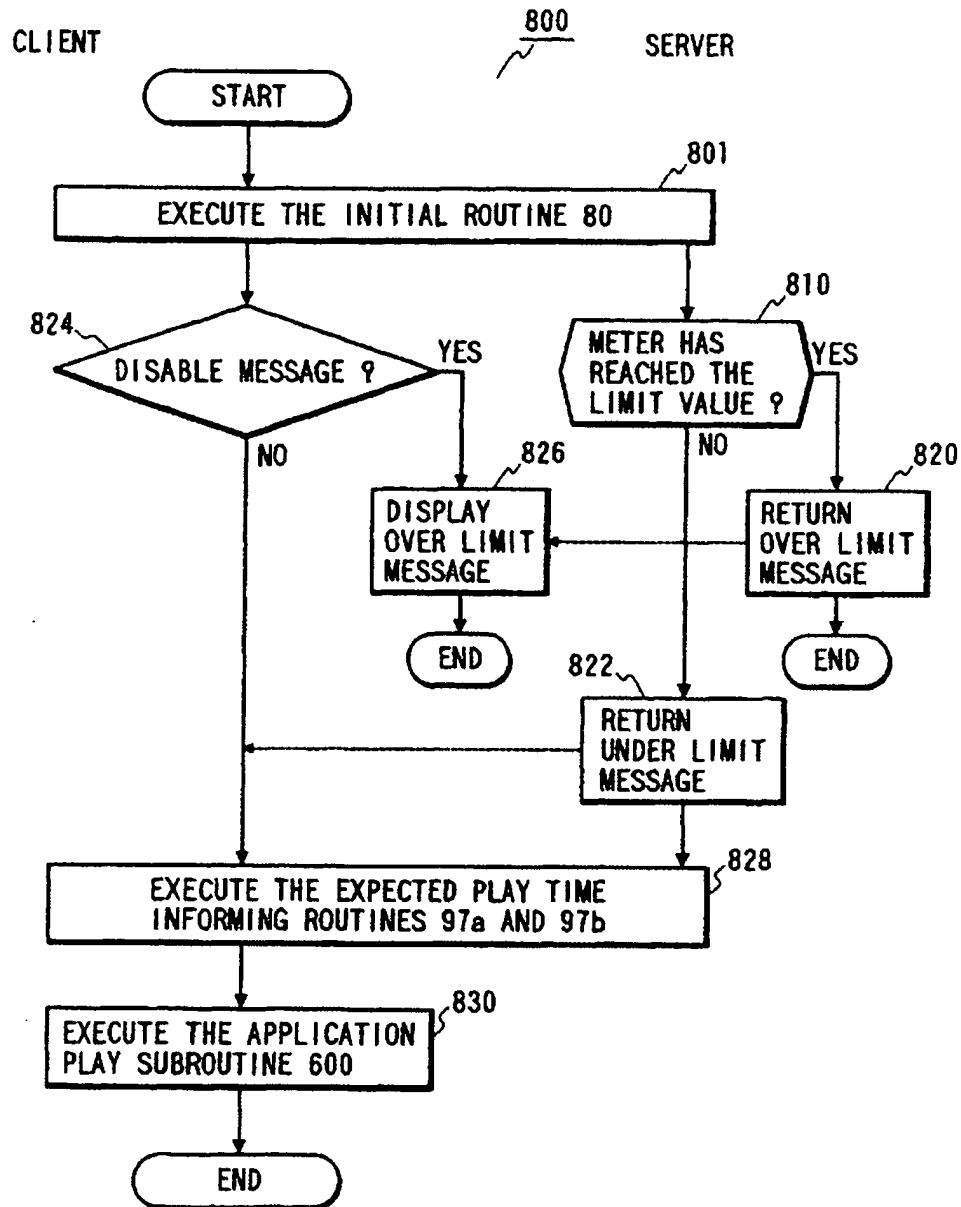 CLIENT
800
SERVER
START
801
EXECUTE THE INITIAL ROUTINE 80
810
824
DISABLE MESSAGE ?
YES
METER HAS
REACHED THE
LIMIT VALUE ?
YES
NO
NO
826
820
DISPLAY
OVER LIMIT
MESSAGE
RETURN
OVER LIMIT
MESSAGE
END
END
822
RETURN
UNDER LIMIT
MESSAGE
828
EXECUTE THE EXPECTED PLAY TIME
INFORMING ROUTINES 97a AND 97b
830
EXECUTE THE APPLICATION
PLAY SUBROUTINE 600
END